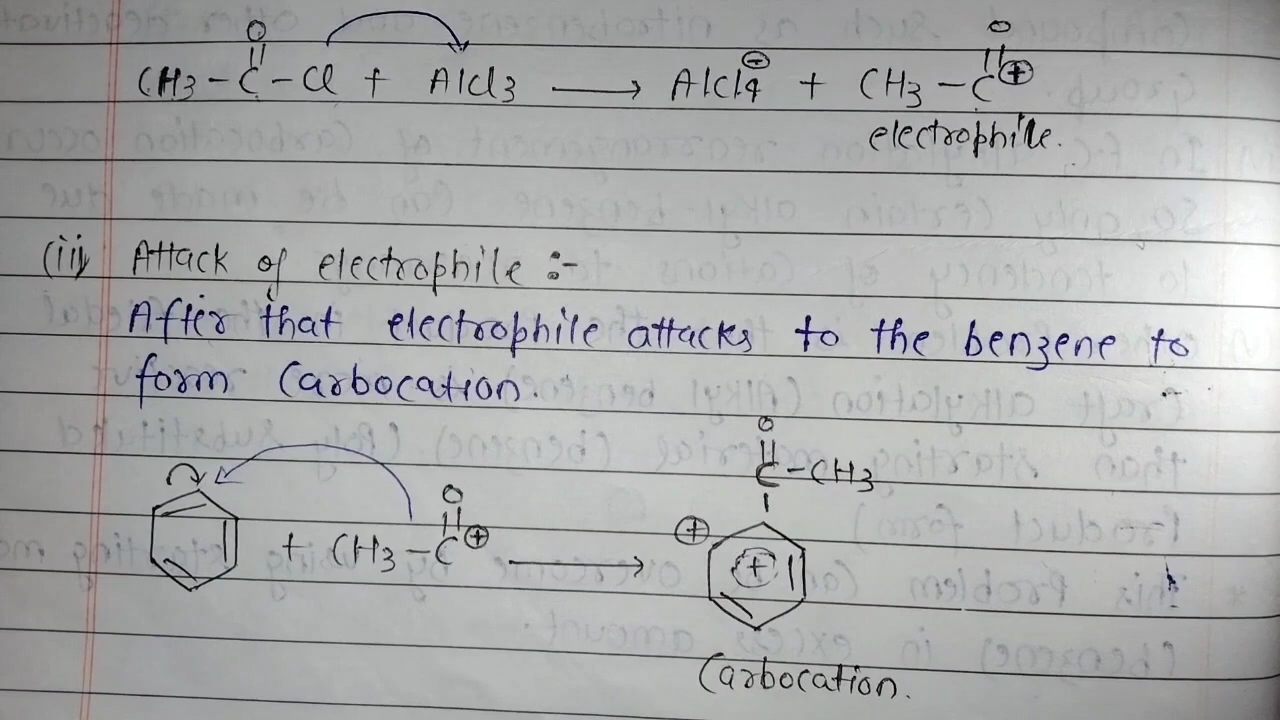 O
CH3 – C – Cl + AlCl3 ⟶ AlCl4⊖ + CH3 – C⊕
O
electrophile.
(ii) Attack of electrophile :-
After that electrophile attacks to the benzene to
form Carbocation.
O
C – CH3
O
+ CH3 – C⊕ ⟶ ⊕
+
Carbocation.